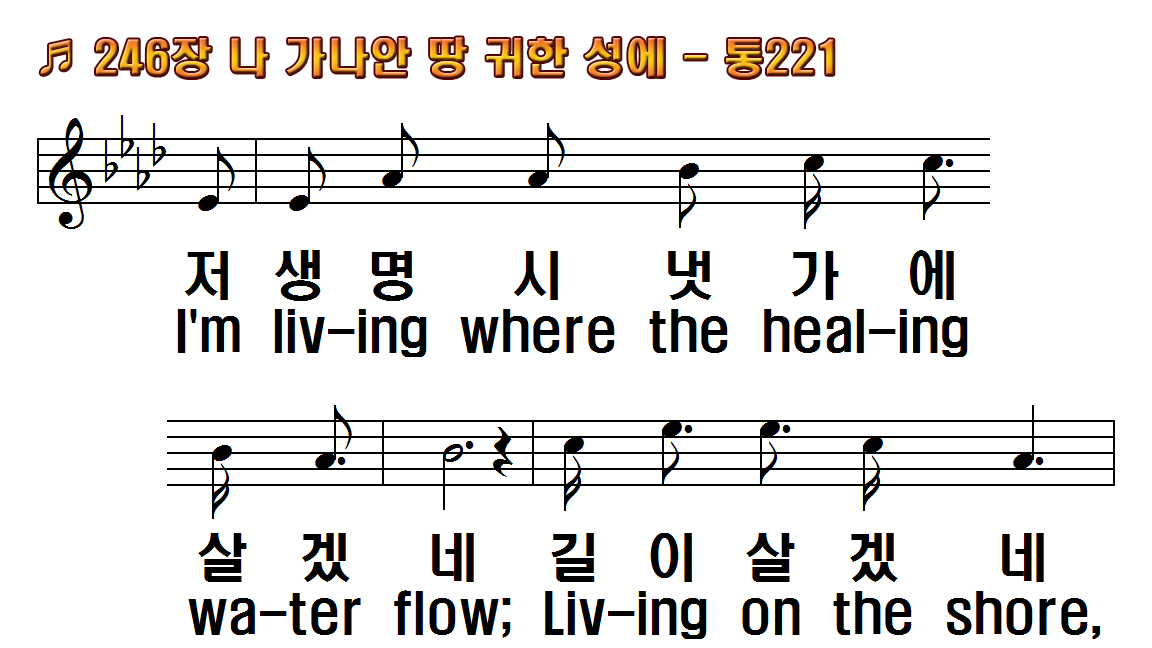 ♬ 246장 나 가나안 땅 귀한 성에 - 통221
저 생 명 시 냇 가 에
I'm liv-ing where the heal-ing
살 겠 네 길 이 살 겠 네
wa-ter flow; Liv-ing on the shore,